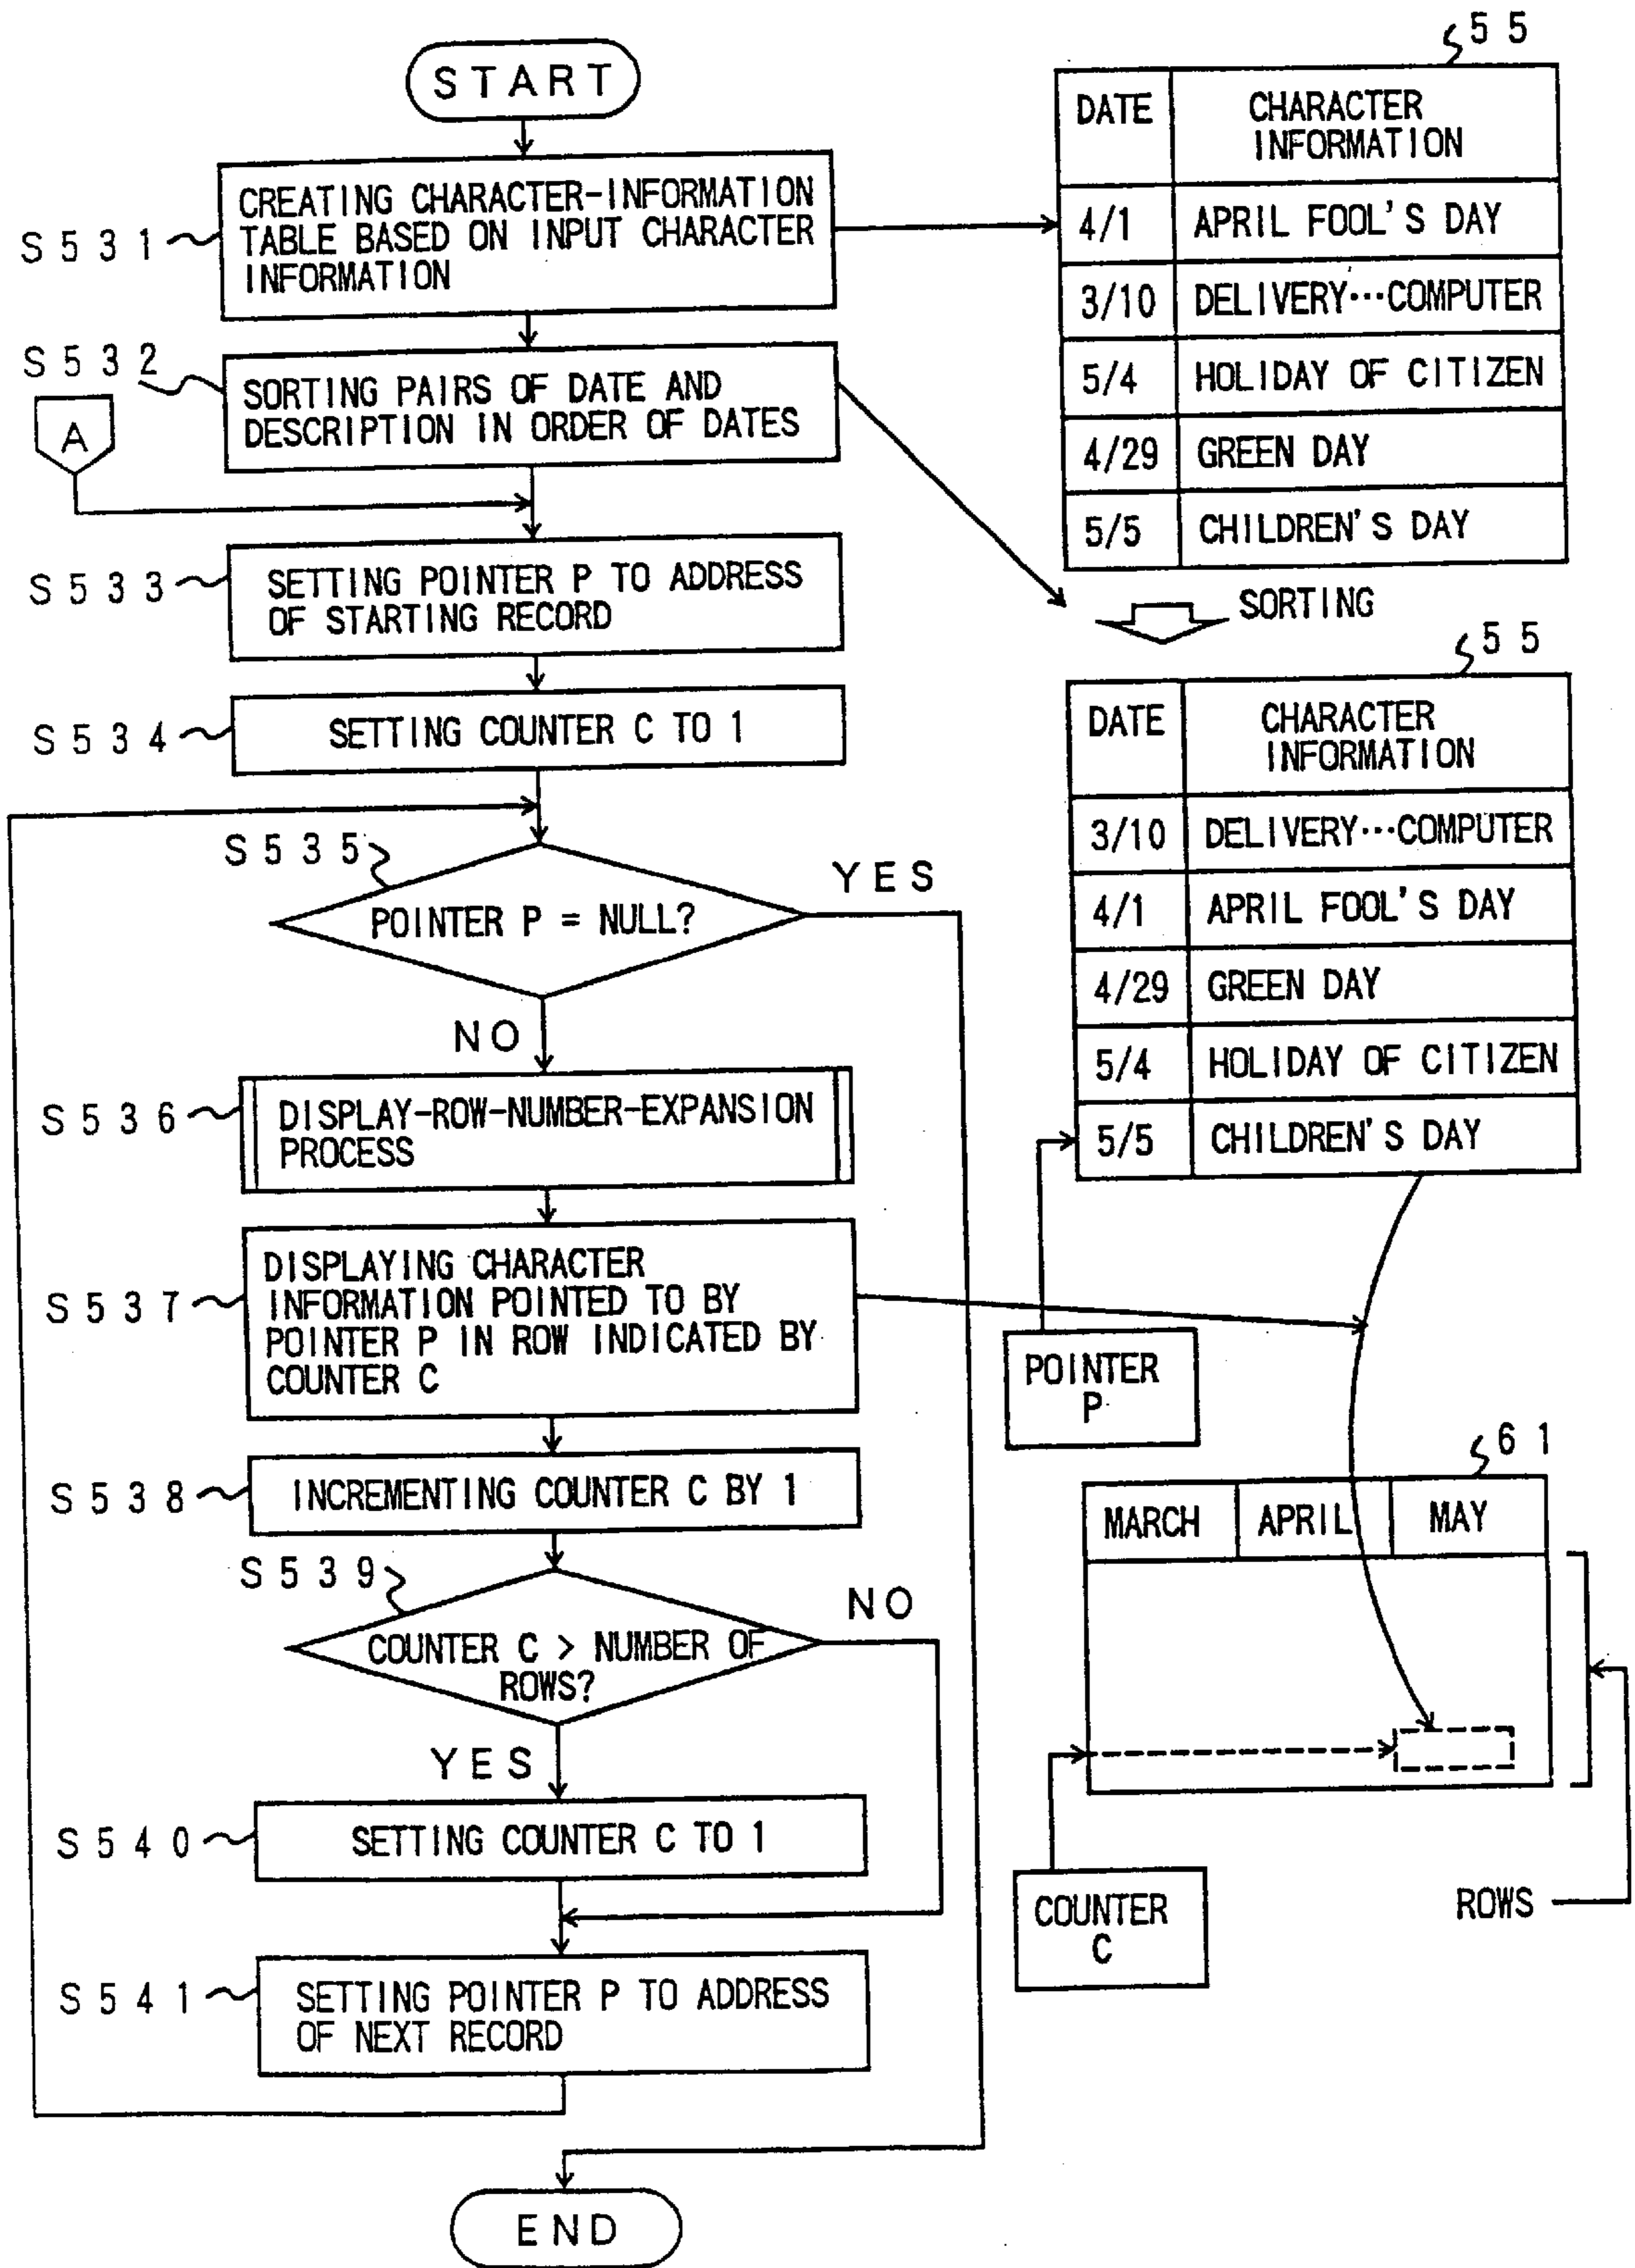 START
S531
CREATING CHARACTER-INFORMATION
TABLE BASED ON INPUT CHARACTER
INFORMATION
S532
SORTING PAIRS OF DATE AND
DESCRIPTION IN ORDER OF DATES
A
S533
SETTING POINTER P TO ADDRESS
OF STARTING RECORD
S534
SETTING COUNTER C TO 1
S535
POINTER P = NULL?
YES
NO
S536
DISPLAY-ROW-NUMBER-EXPANSION
PROCESS
S537
DISPLAYING CHARACTER
INFORMATION POINTED TO BY
POINTER P IN ROW INDICATED BY
COUNTER C
S538
INCREMENTING COUNTER C BY 1
S539
COUNTER C > NUMBER OF
ROWS?
NO
YES
S540
SETTING COUNTER C TO 1
S541
SETTING POINTER P TO ADDRESS
OF NEXT RECORD
END
55
DATE CHARACTER
INFORMATION
4/1 APRIL FOOL'S DAY
3/10 DELIVERY···COMPUTER
5/4 HOLIDAY OF CITIZEN
4/29 GREEN DAY
5/5 CHILDREN'S DAY
SORTING
55
DATE CHARACTER
INFORMATION
3/10 DELIVERY···COMPUTER
4/1 APRIL FOOL'S DAY
4/29 GREEN DAY
5/4 HOLIDAY OF CITIZEN
5/5 CHILDREN'S DAY
POINTER
P
61
MARCH APRIL MAY
COUNTER
C
ROWS